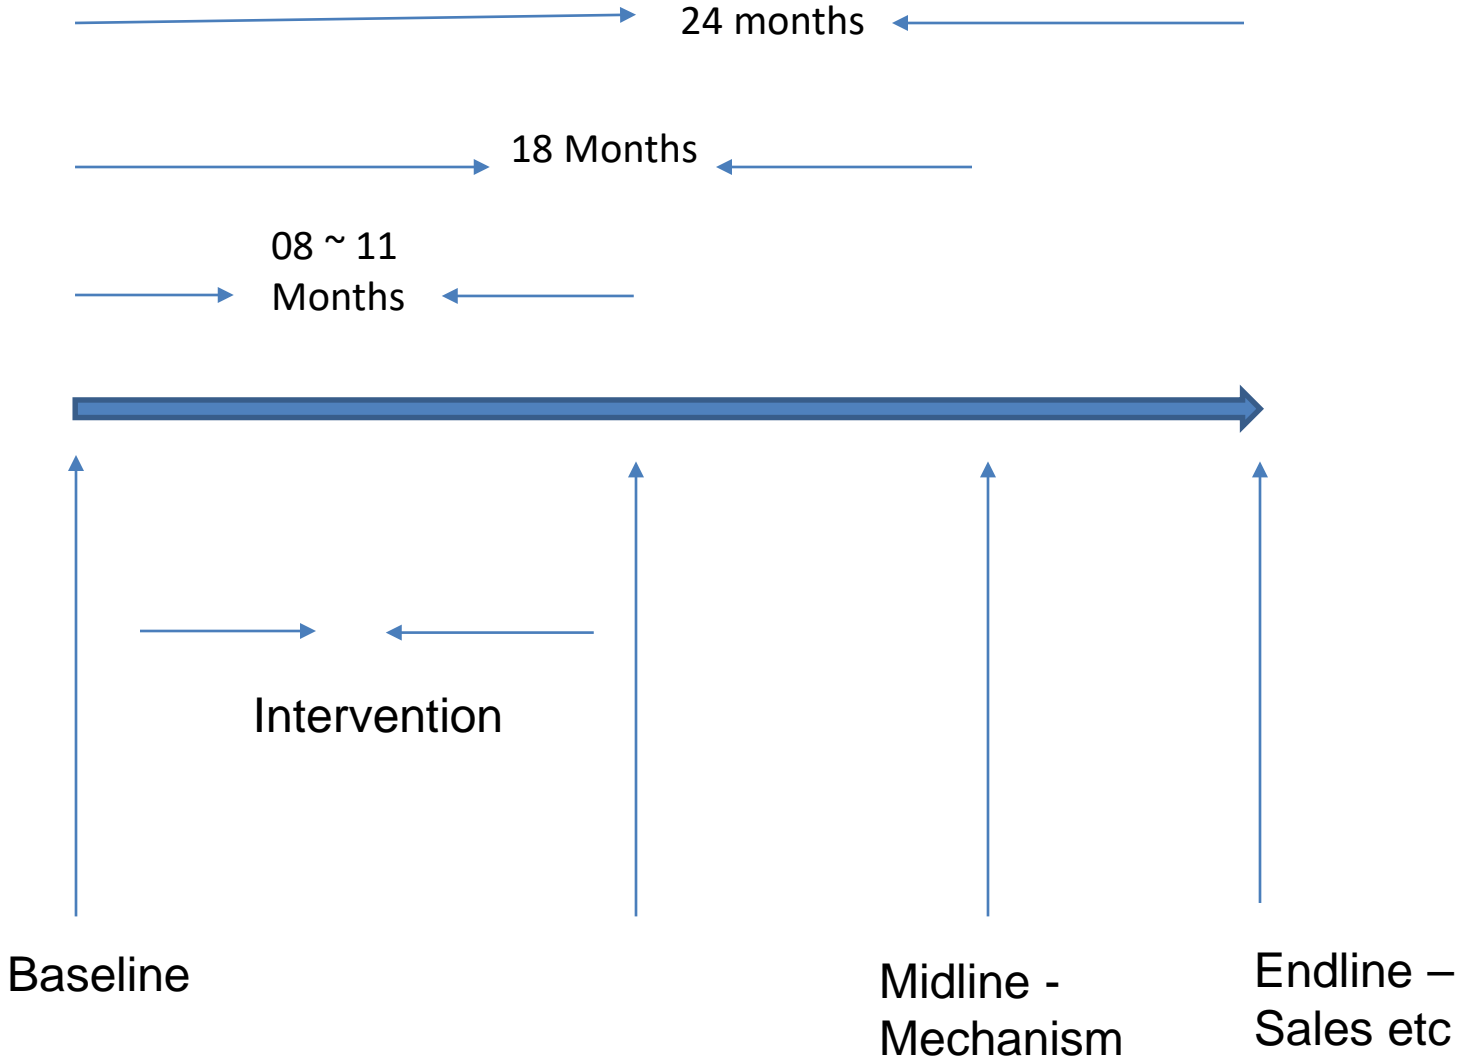 24 months
18 Months
08 ~ 11
Months
Intervention
Baseline
Midline -
Mechanism
Endline –
Sales etc